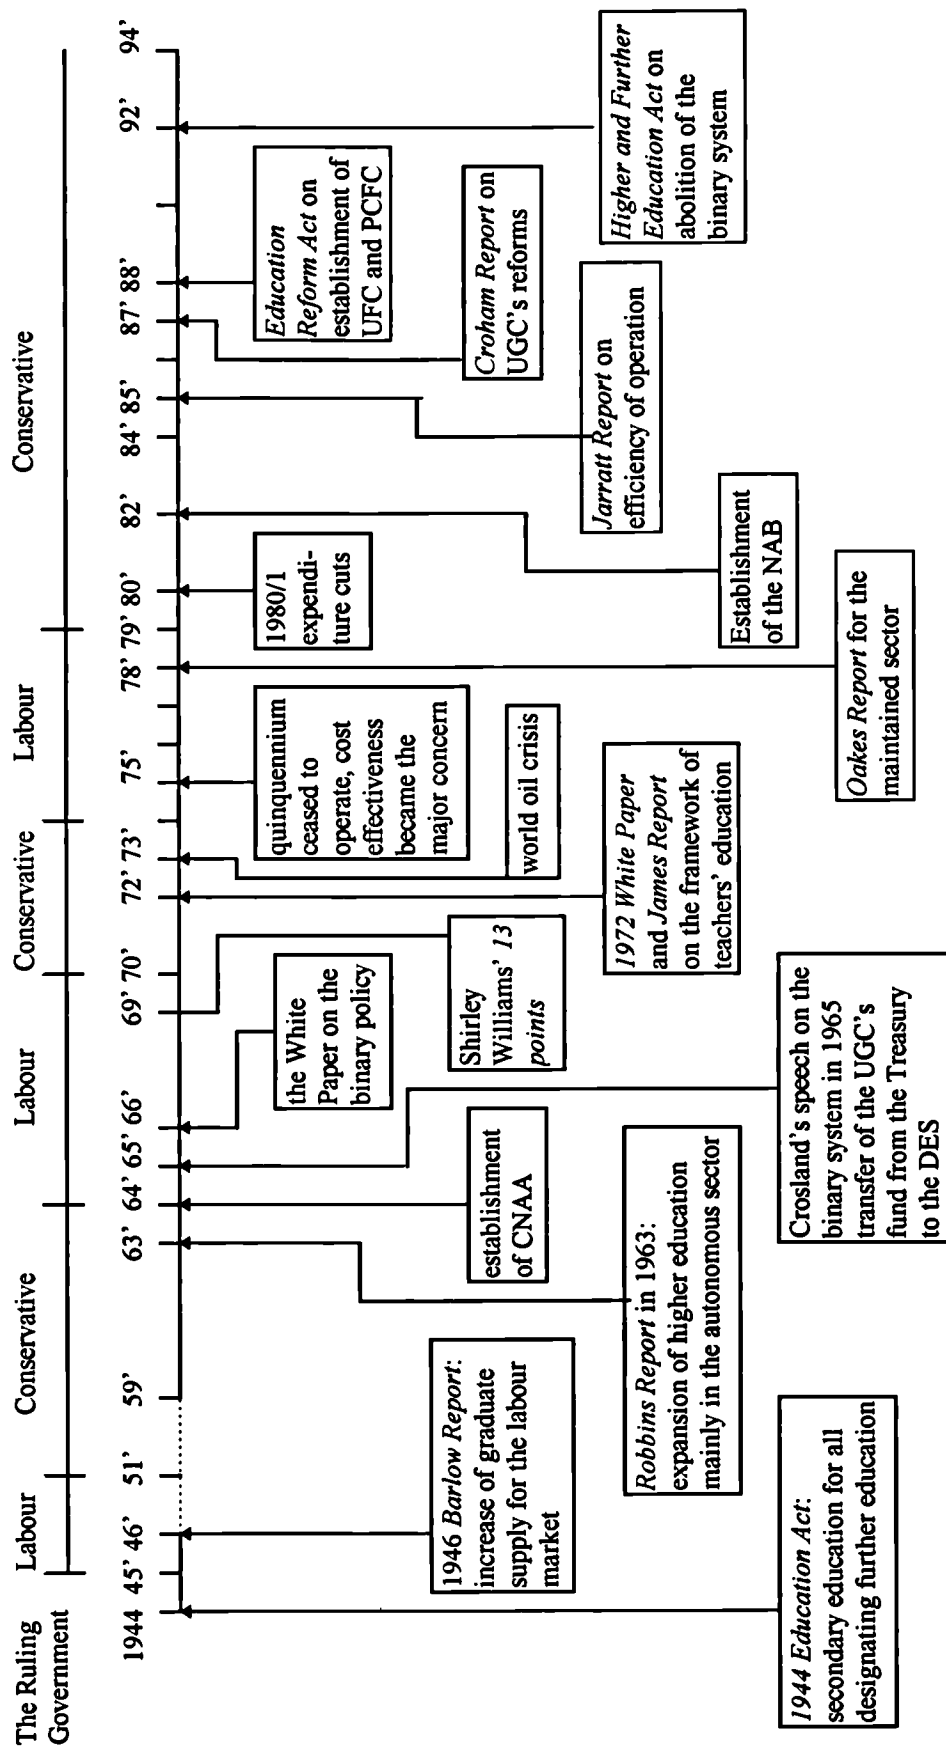 The Ruling
Government
Labour
Conservative
Labour
Conservative
Labour
Conservative
1944 45' 46' 51' 59' 63' 64' 65' 66' 69' 70' 72' 73' 75' 78' 79' 80' 82' 84' 85' 87' 88' 92' 94'
1944 Education Act:
secondary education for all
designating further education
1946 Barlow Report:
increase of graduate
supply for the labour
market
Robbins Report in 1963:
expansion of higher education
mainly in the autonomous sector
establishment
of CNAA
Crosland's speech on the
binary system in 1965
transfer of the UGC's
fund from the Treasury
to the DES
the White
Paper on the
binary policy
Shirley
Williams' 13
points
1972 White Paper
and James Report
on the framework of
teachers' education
world oil crisis
quinquennium
ceased to
operate, cost
effectiveness
became the
major concern
Oakes Report for the
maintained sector
1980/1
expendi-
ture cuts
Establishment
of the NAB
Jarratt Report on
efficiency of operation
Croham Report on
UGC's reforms
Education
Reform Act on
establishment of
UFC and PCFC
Higher and Further
Education Act on
abolition of the
binary system